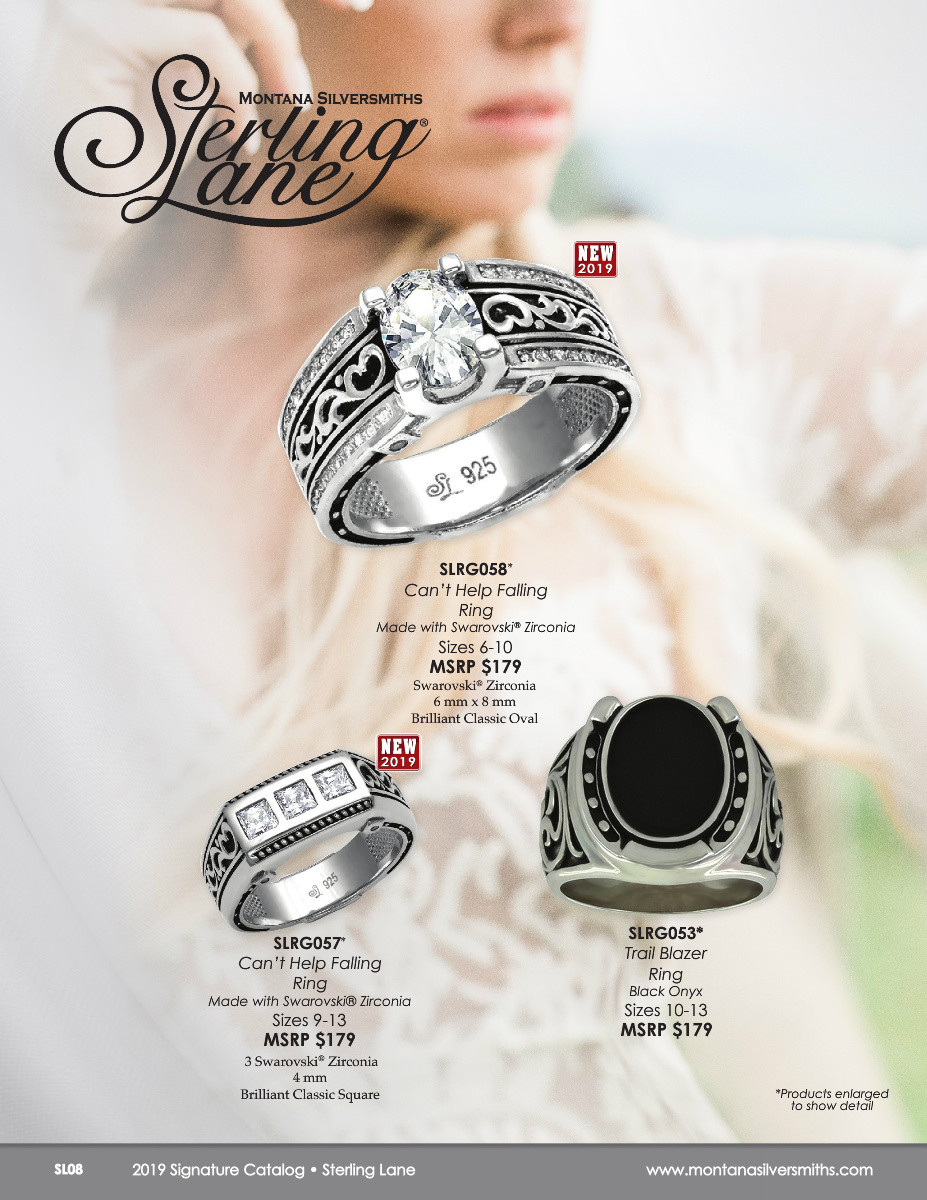 MONTANA SILVERSMITHS
Sterling®
Lane
NEW
2019
SL 925
SLRG058*
Can't Help Falling
Ring
Made with Swarovski® Zirconia
Sizes 6-10
MSRP $179
Swarovski® Zirconia
6 mm x 8 mm
Brilliant Classic Oval
NEW
2019
SL 925
SLRG057*
Can't Help Falling
Ring
Made with Swarovski® Zirconia
Sizes 9-13
MSRP $179
3 Swarovski® Zirconia
4 mm
Brilliant Classic Square
SLRG053*
Trail Blazer
Ring
Black Onyx
Sizes 10-13
MSRP $179
*Products enlarged
to show detail
SL08 2019 Signature Catalog • Sterling Lane www.montanasilversmiths.com